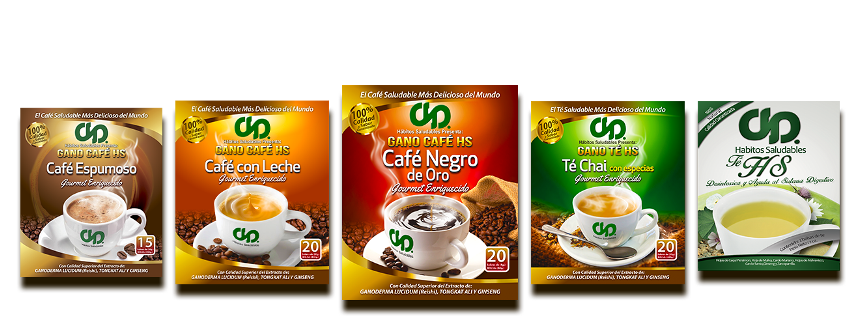 El Café Saludable Más Delicioso del Mundo
100%
Calidad
Habitos Saludables Presenta:
GANO CAFÉ HS
Café Espumoso
Gourmet Enriquecido
15
Con Calidad Superior del Extracto de:
GANODERMA LUCIDUM (Reishi), TONGKAT ALI Y GINSENG
El Café Saludable Más Delicioso del Mundo
100%
Calidad
Habitos Saludables Presenta:
GANO CAFÉ HS
Café con Leche
Gourmet Enriquecido
20
Con Calidad Superior del Extracto de:
GANODERMA LUCIDUM (Reishi), TONGKAT ALI Y GINSENG
El Café Saludable Más Delicioso del Mundo
100%
Calidad
Habitos Saludables Presenta:
GANO CAFÉ HS
Café Negro
de Oro
Gourmet Enriquecido
20
Con Calidad Superior del Extracto de:
GANODERMA LUCIDUM (Reishi), TONGKAT ALI Y GINSENG
El Té Saludable Más Delicioso del Mundo
100%
Calidad
Habitos Saludables Presenta:
GANO TÉ HS
Té Chai con especias
Gourmet Enriquecido
20
Con Calidad Superior del Extracto de:
GANODERMA LUCIDUM (Reishi), TONGKAT ALI Y GINSENG
Habitos Saludables
Té
HS
Desintoxica y Ayuda al Sistema Digestivo